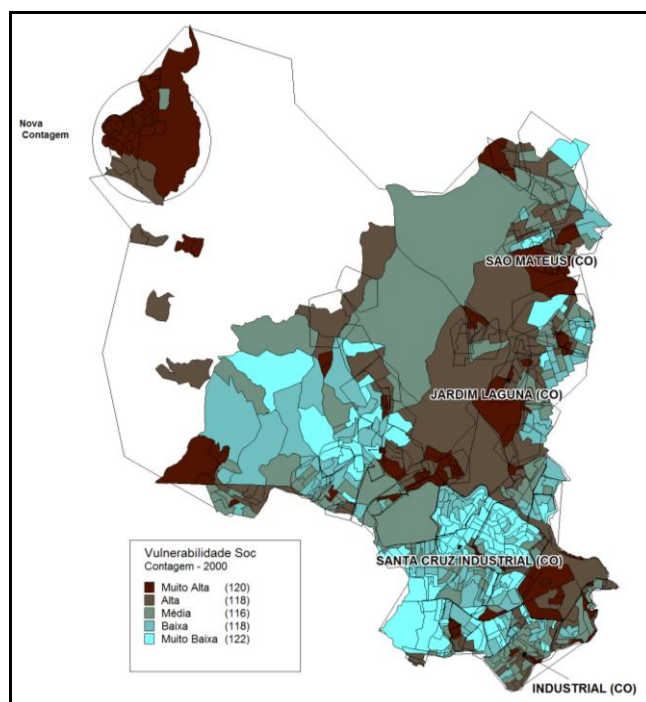 Nova
Contagem
SAO MATEUS (CO)
JARDIM LAGUNA (CO)
SANTA CRUZ INDUSTRIAL (CO)
Vulnerabilidade Soc
Contagem - 2000
Muito Alta (120)
Alta (118)
Média (116)
Baixa (118)
Muito Baixa (122)
INDUSTRIAL (CO)